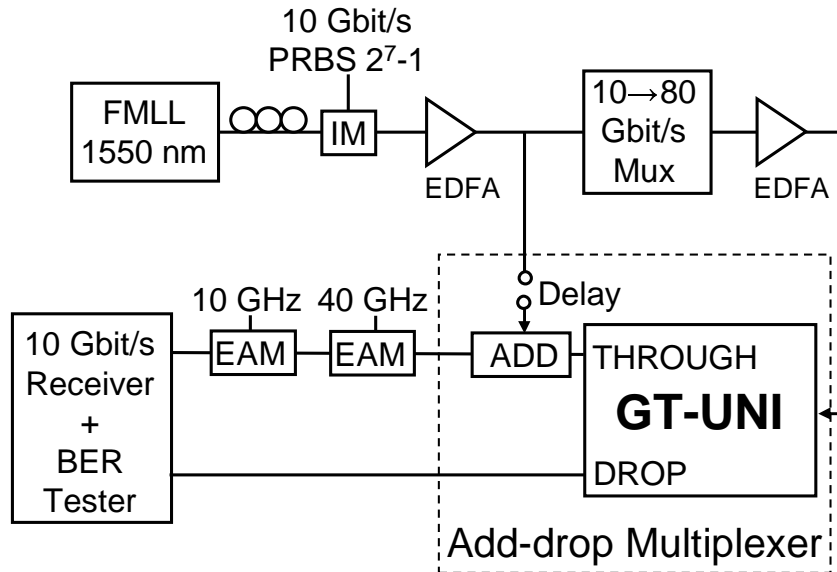 10 Gbit/s
PRBS 2⁷-1
FMLL
1550 nm
IM
EDFA
10→80
Gbit/s
Mux
EDFA
Delay
10 GHz
40 GHz
10 Gbit/s
Receiver
+
BER
Tester
EAM
EAM
ADD
THROUGH
GT-UNI
DROP
Add-drop Multiplexer